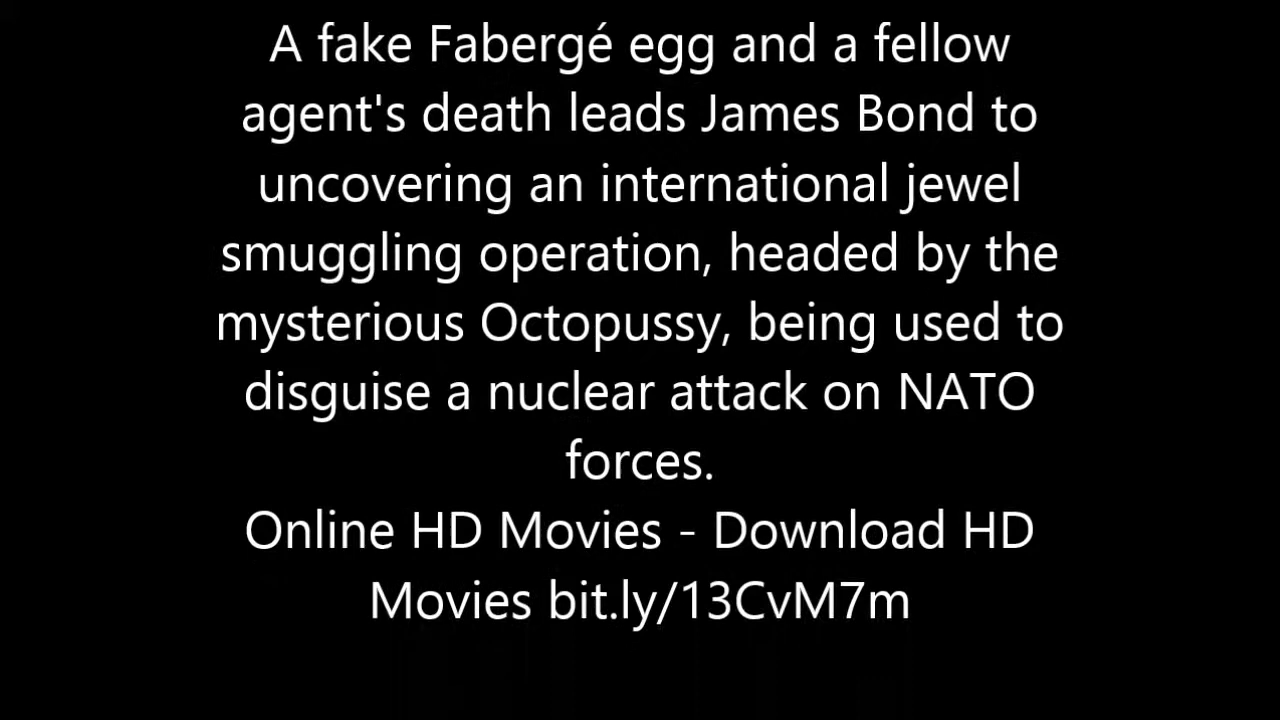 A fake Fabergé egg and a fellow
agent's death leads James Bond to
uncovering an international jewel
smuggling operation, headed by the
mysterious Octopussy, being used to
disguise a nuclear attack on NATO
forces.
Online HD Movies - Download HD
Movies bit.ly/13CvM7m